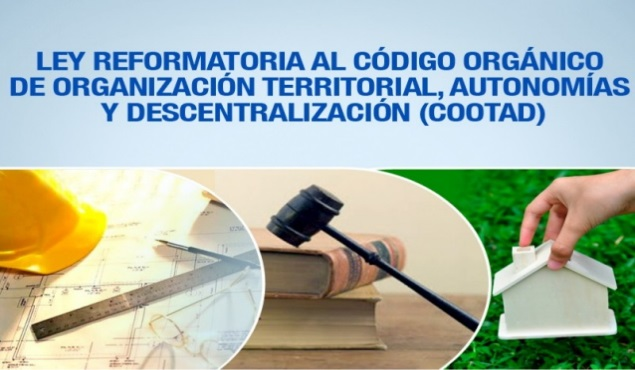 LEY REFORMATORIA AL CÓDIGO ORGÁNICO
DE ORGANIZACIÓN TERRITORIAL, AUTONOMÍAS
Y DESCENTRALIZACIÓN (COOTAD)